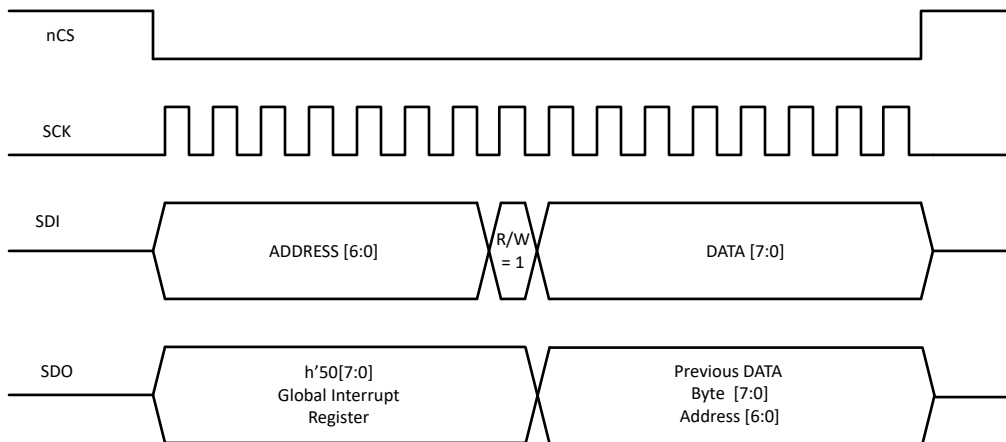 nCS
SCK
SDI
ADDRESS [6:0]
R/W
= 1
DATA [7:0]
SDO
h'50[7:0]
Global Interrupt
Register
Previous DATA
Byte  [7:0]
Address [6:0]